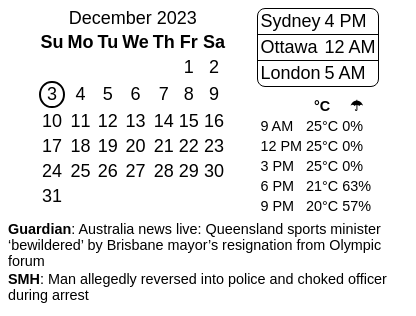 December 2023
Su Mo Tu We Th Fr Sa
1 2
3 4 5 6 7 8 9
10 11 12 13 14 15 16
17 18 19 20 21 22 23
24 25 26 27 28 29 30
31
Sydney 4 PM
Ottawa 12 AM
London 5 AM
°C ☂
9 AM 25°C 0%
12 PM 25°C 0%
3 PM 25°C 0%
6 PM 21°C 63%
9 PM 20°C 57%
Guardian: Australia news live: Queensland sports minister
‘bewildered’ by Brisbane mayor’s resignation from Olympic
forum
SMH: Man allegedly reversed into police and choked officer
during arrest